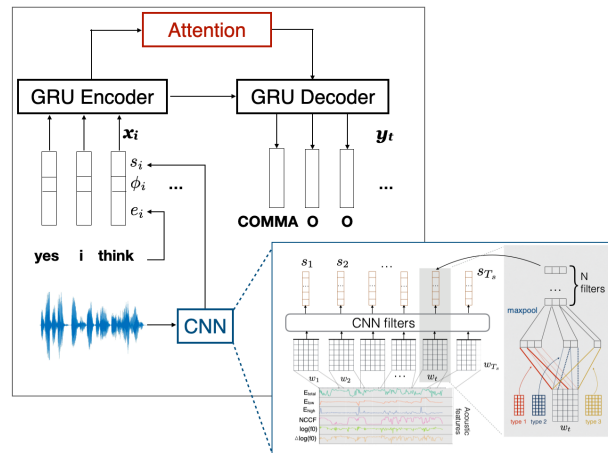 Attention
GRU Encoder
GRU Decoder
x_i
y_t
s_i
ϕ_i
...
...
e_i
COMMA O O
yes i think
CNN
s_1 s_2 ... ... s_{T_s}
N
filters
...
maxpool
CNN filters
w_1 w_2 ... w_t w_{T_s}
E_total
E_low
E_high
NCCF
log(f0)
Δlog(f0)
Acoustic
features
type 1 type 2 w_t type 3